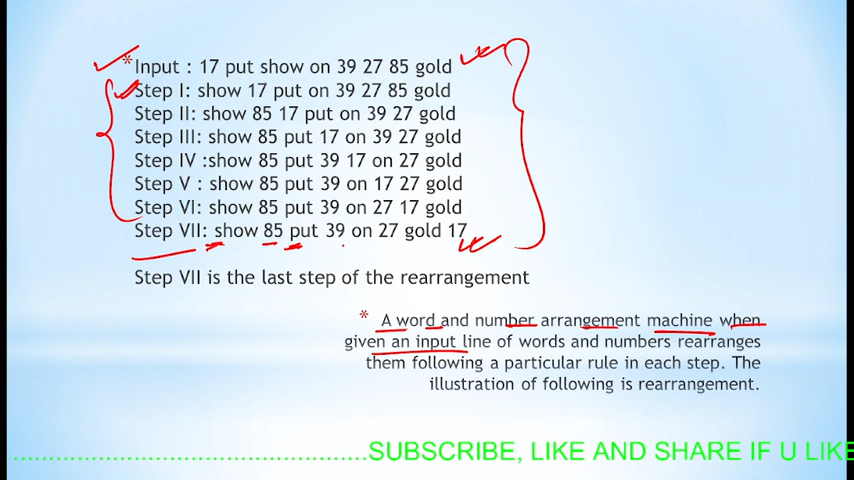 * Input : 17 put show on 39 27 85 gold
Step I: show 17 put on 39 27 85 gold
Step II: show 85 17 put on 39 27 gold
Step III: show 85 put 17 on 39 27 gold
Step IV :show 85 put 39 17 on 27 gold
Step V : show 85 put 39 on 17 27 gold
Step VI: show 85 put 39 on 27 17 gold
Step VII: show 85 put 39 on 27 gold 17
Step VII is the last step of the rearrangement
* A word and number arrangement machine when
given an input line of words and numbers rearranges
them following a particular rule in each step. The
illustration of following is rearrangement.
..................................................SUBSCRIBE, LIKE AND SHARE IF U LIKE